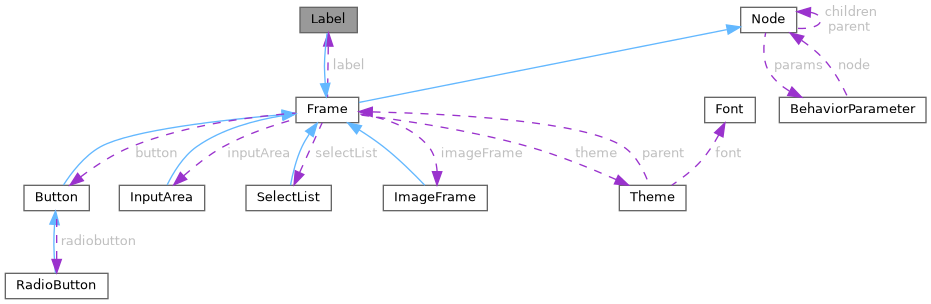 Label
Node
children
parent
label
params
node
Frame
Font
BehaviorParameter
button
inputArea
selectList
imageFrame
theme
parent
font
Button
InputArea
SelectList
ImageFrame
Theme
radiobutton
RadioButton